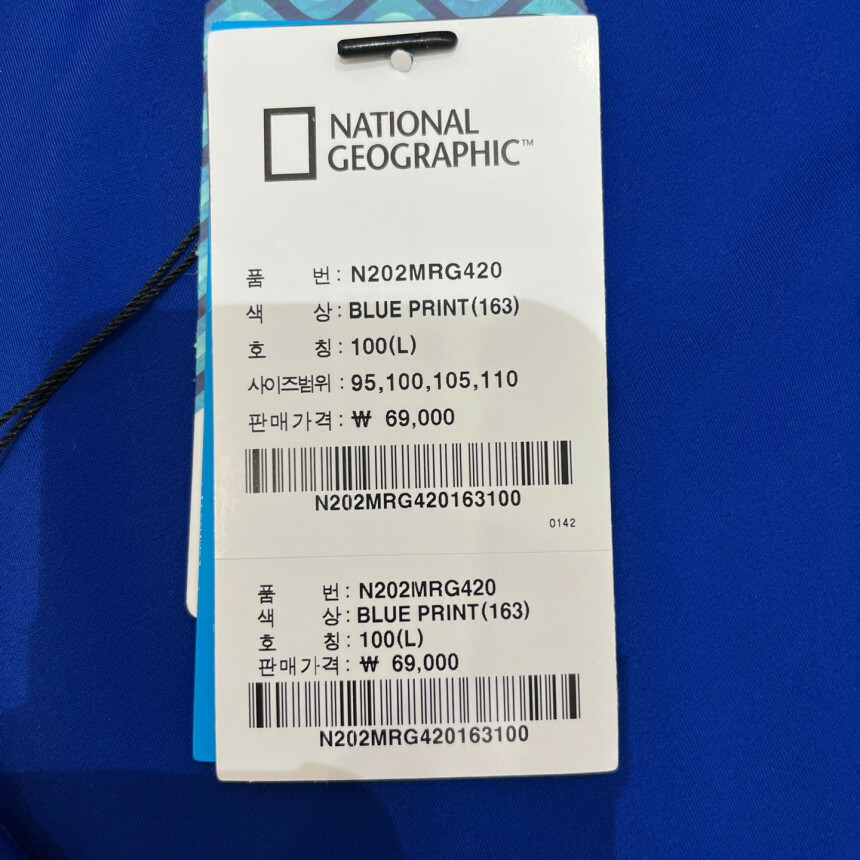 NATIONAL
GEOGRAPHIC™
품 번 : N202MRG420
색 상 : BLUE PRINT(163)
호 칭 : 100(L)
사이즈범위 : 95,100,105,110
판매가격 : ₩ 69,000
N202MRG420163100
0142
품 번 : N202MRG420
색 상 : BLUE PRINT(163)
호 칭 : 100(L)
판매가격 : ₩ 69,000
N202MRG420163100